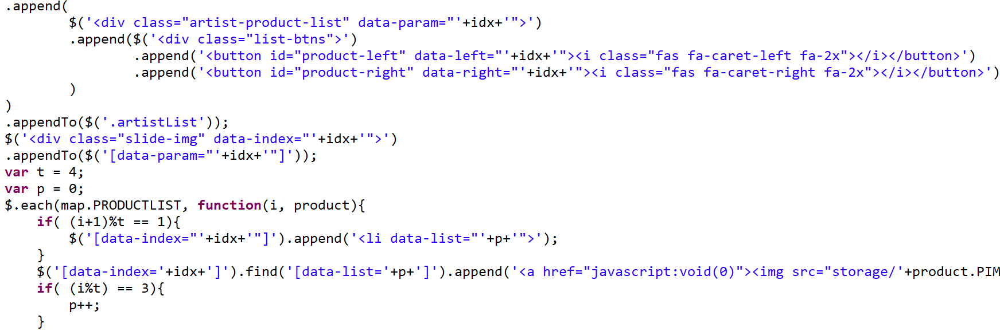 .append(
        $('<div class="artist-product-list" data-param="'+idx+'">')
        .append($('<div class="list-btns">')
                .append('<button id="product-left" data-left="'+idx+'"><i class="fas fa-caret-left fa-2x"></i></button>')
                .append('<button id="product-right" data-right="'+idx+'"><i class="fas fa-caret-right fa-2x"></i></button>')
        )
)
.appendTo($('.artistList'));
$('<div class="slide-img" data-index="'+idx+'">')
.appendTo($('[data-param="'+idx+'"]'));
var t = 4;
var p = 0;
$.each(map.PRODUCTLIST, function(i, product){
    if( (i+1)%t == 1){
        $('[data-index="'+idx+'"]').append('<li data-list="'+p+'">');
    }
    $('[data-index='+idx+']').find('[data-list='+p+']').append('<a href="javascript:void(0)"><img src="storage/'+product.PIM
    if( (i%t) == 3){
        p++;
    }